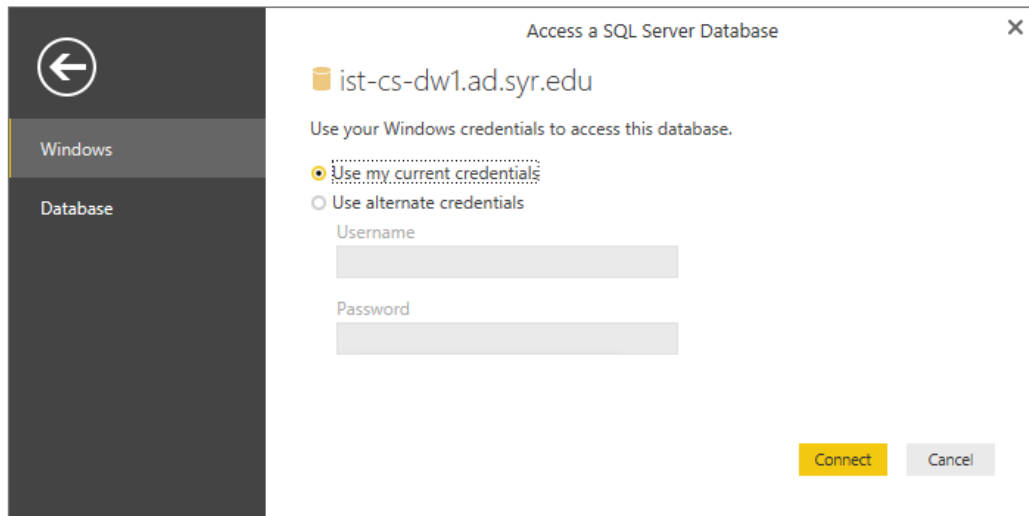 Access a SQL Server Database
ist-cs-dw1.ad.syr.edu
Windows
Database
Use your Windows credentials to access this database.
Use my current credentials
Use alternate credentials
Username
Password
Connect
Cancel